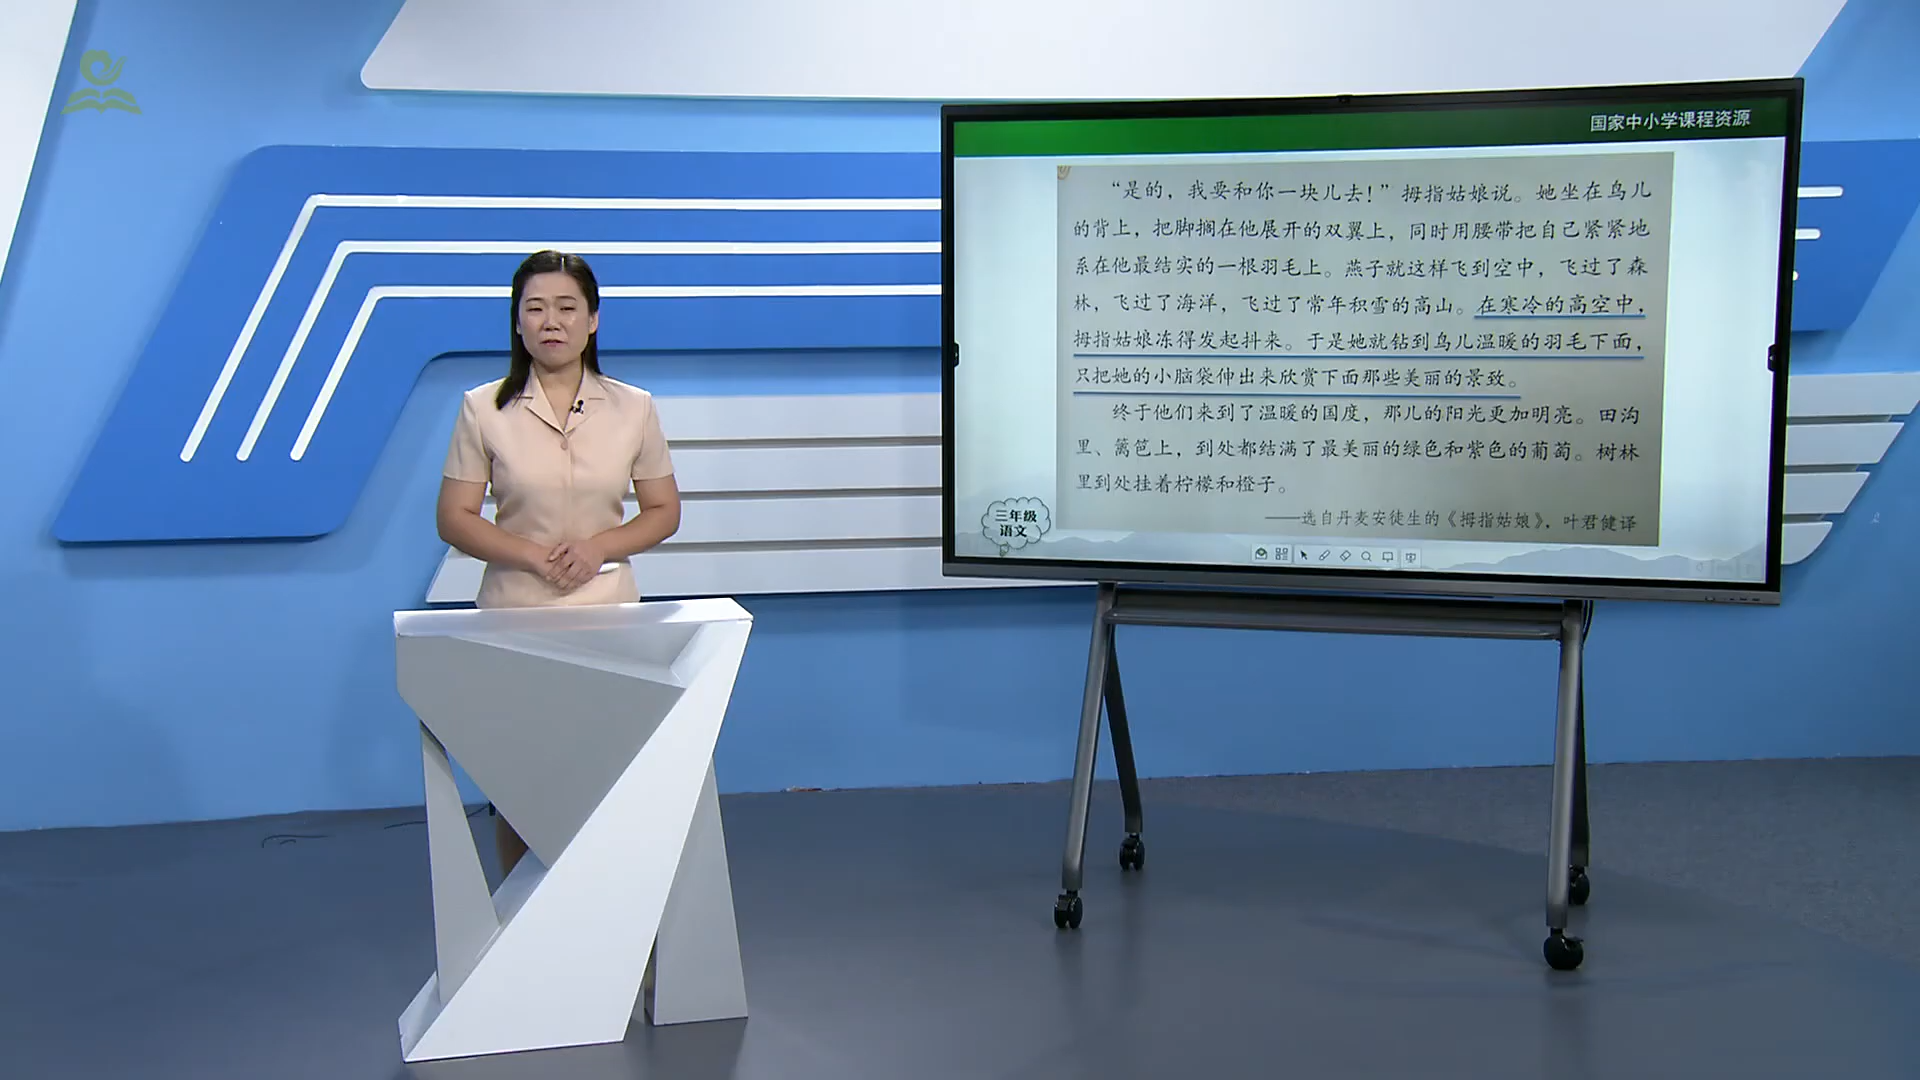 国家中小学课程资源
“是的，我要和你一块儿去！”拇指姑娘说。她坐在鸟儿
的背上，把脚搁在他展开的双翼上，同时用腰带把自己紧紧地
系在他最结实的一根羽毛上。燕子就这样飞到空中，飞过了森
林，飞过了海洋，飞过了常年积雪的高山。在寒冷的高空中，
拇指姑娘冻得发起抖来。于是她就钻到鸟儿温暖的羽毛下面，
只把她的小脑袋伸出来欣赏下面那些美丽的景致。
终于他们来到了温暖的国度，那儿的阳光更加明亮。田沟
里、篱笆上，到处都结满了最美丽的绿色和紫色的葡萄。树林
里到处挂着柠檬和橙子。
——选自丹麦安徒生的《拇指姑娘》，叶君健译
三年级
语文